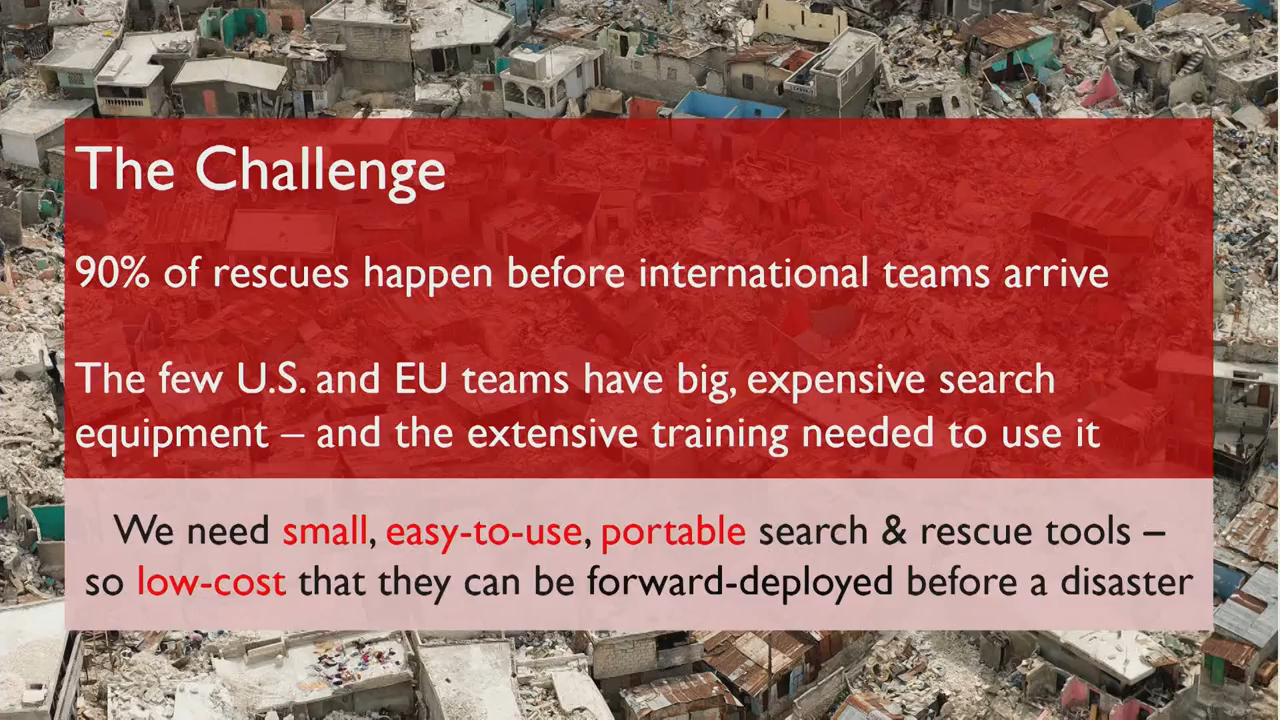 The Challenge
90% of rescues happen before international teams arrive
The few U.S. and EU teams have big, expensive search
equipment – and the extensive training needed to use it
We need small, easy-to-use, portable search & rescue tools –
so low-cost that they can be forward-deployed before a disaster